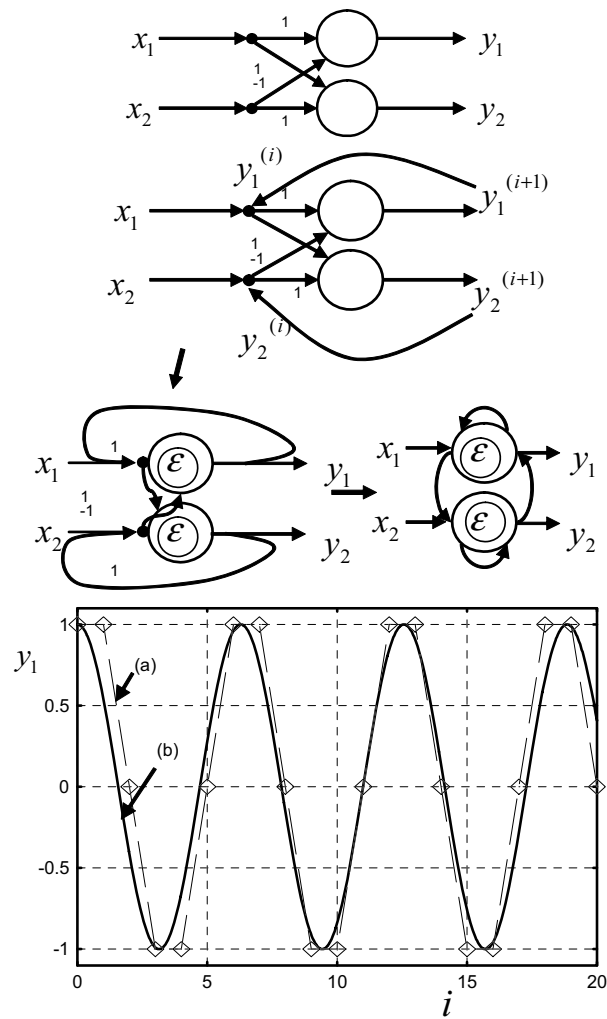 x₁ 1 y₁
1
-1
x₂ 1 y₂
y₁⁽ⁱ⁾
x₁ 1 y₁⁽ⁱ⁺¹⁾
1
-1
x₂ 1 y₂⁽ⁱ⁺¹⁾
y₂⁽ⁱ⁾
x₁ 1 ε y₁
1
-1
x₂ ε y₂
1
x₁ ε y₁
x₂ ε y₂
y₁
1
0.5
0
-0.5
-1
(a)
(b)
0 5 10 15 20
i